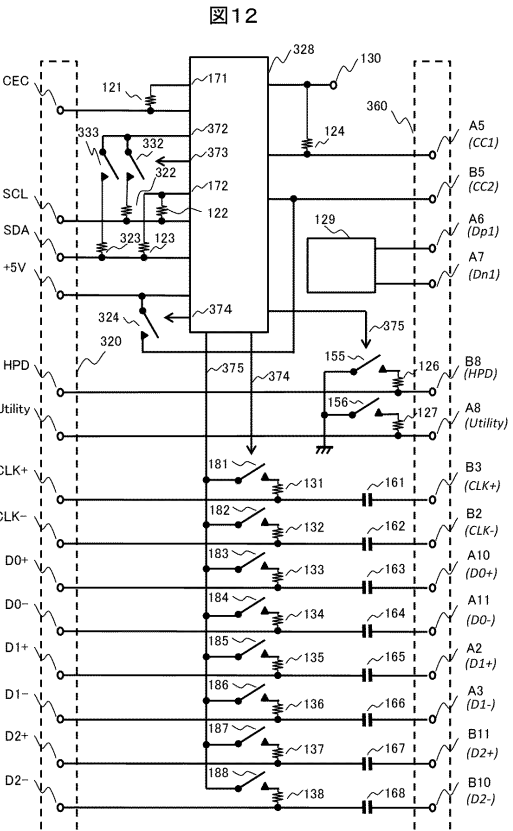 図12
328
130
CEC
121
171
360
A5
(CC1)
372
124
333
332
373
B5
(CC2)
SCL
322
172
122
A6
(Dp1)
SDA
323
123
129
A7
(Dn1)
+5V
324
374
375
320
375
374
155
126
HPD
B8
(HPD)
156
127
Utility
A8
(Utility)
181
CLK+
131
161
B3
(CLK+)
182
CLK-
132
162
B2
(CLK-)
183
D0+
133
163
A10
(D0+)
184
D0-
134
164
A11
(D0-)
185
D1+
135
165
A2
(D1+)
186
D1-
136
166
A3
(D1-)
187
D2+
137
167
B11
(D2+)
188
D2-
138
168
B10
(D2-)